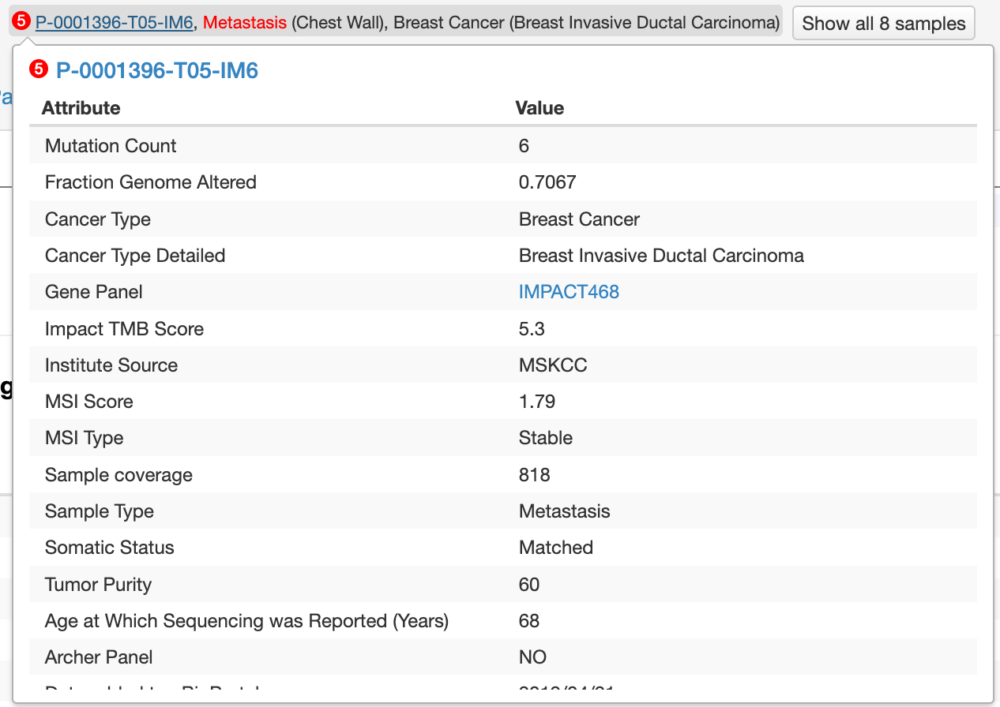 5 P-0001396-T05-IM6, Metastasis (Chest Wall), Breast Cancer (Breast Invasive Ductal Carcinoma) Show all 8 samples
5 P-0001396-T05-IM6
Attribute Value
Mutation Count 6
Fraction Genome Altered 0.7067
Cancer Type Breast Cancer
Cancer Type Detailed Breast Invasive Ductal Carcinoma
Gene Panel IMPACT468
Impact TMB Score 5.3
Institute Source MSKCC
MSI Score 1.79
MSI Type Stable
Sample coverage 818
Sample Type Metastasis
Somatic Status Matched
Tumor Purity 60
Age at Which Sequencing was Reported (Years) 68
Archer Panel NO